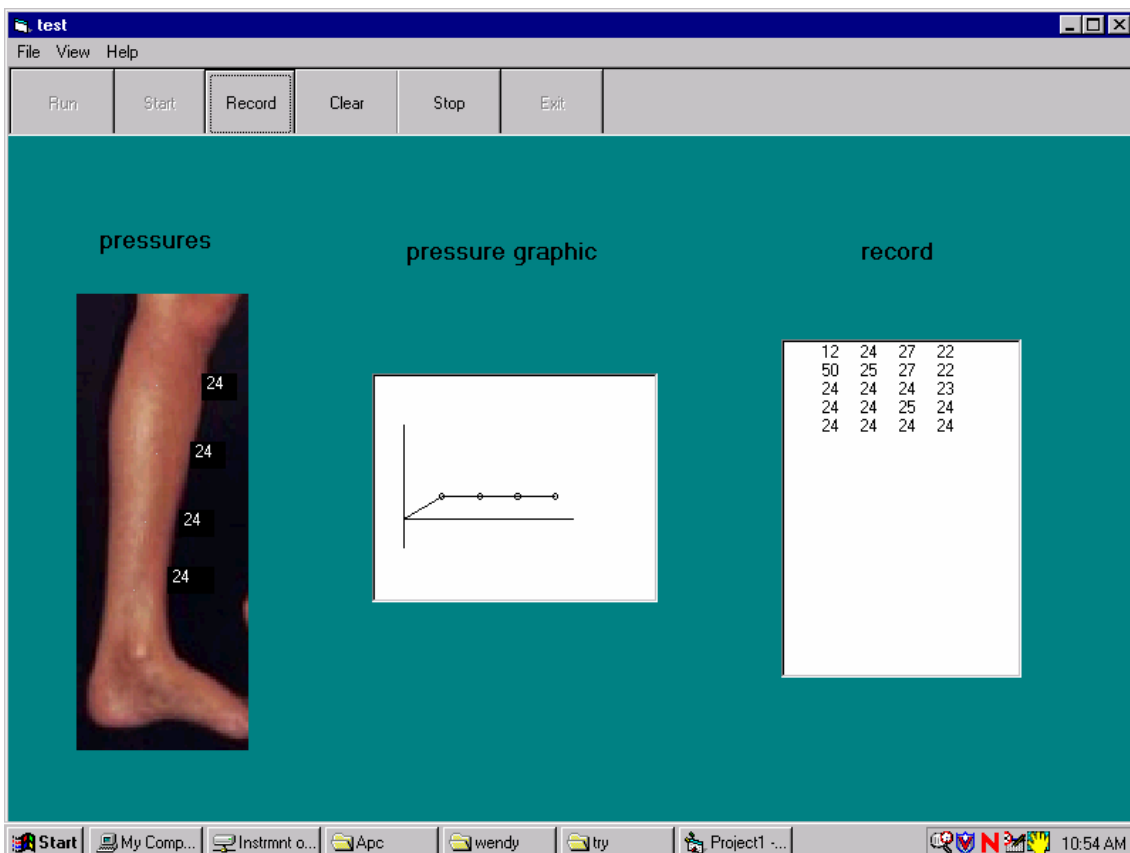 test
File View Help
Run Start Record Clear Stop Exit
pressures
pressure graphic
record
24
24
24
24
12 24 27 22
50 25 27 22
24 24 24 23
24 24 25 24
24 24 24 24
Start My Comp... Instrmnt o... Apc wendy try Project1 -... N 10:54 AM